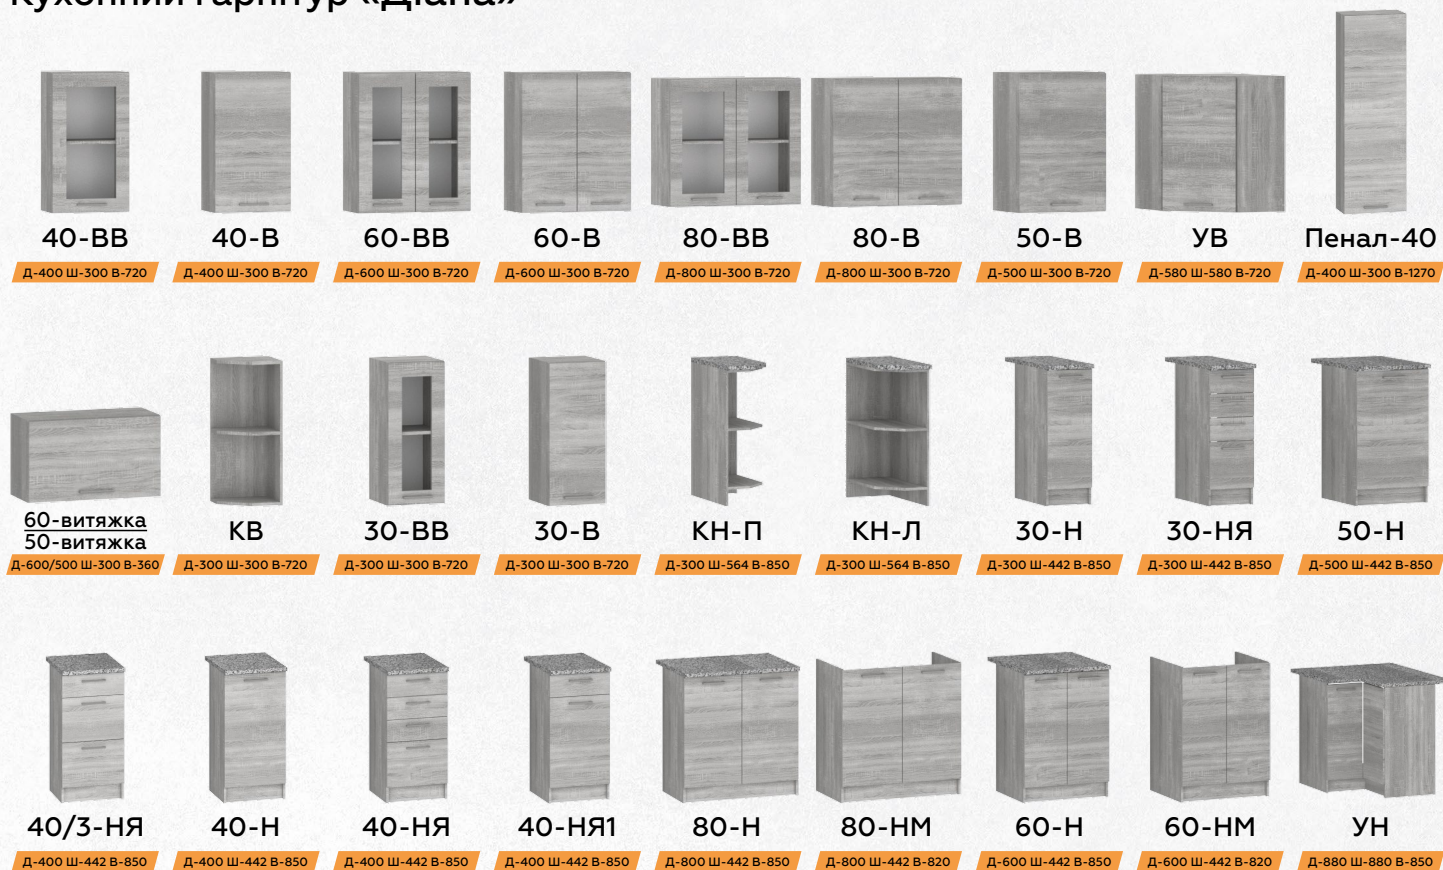 Кухонний гарнітур «Діана»
40-ВВ 40-В 60-ВВ 60-В 80-ВВ 80-В 50-В УВ Пенал-40
Д-400 Ш-300 В-720 Д-400 Ш-300 В-720 Д-600 Ш-300 В-720 Д-600 Ш-300 В-720 Д-800 Ш-300 В-720 Д-800 Ш-300 В-720 Д-500 Ш-300 В-720 Д-580 Ш-580 В-720 Д-400 Ш-300 В-1270
60-витяжка
50-витяжка КВ 30-ВВ 30-В КН-П КН-Л 30-Н 30-НЯ 50-Н
Д-600/500 Ш-300 В-360 Д-300 Ш-300 В-720 Д-300 Ш-300 В-720 Д-300 Ш-300 В-720 Д-300 Ш-564 В-850 Д-300 Ш-564 В-850 Д-300 Ш-442 В-850 Д-300 Ш-442 В-850 Д-500 Ш-442 В-850
40/3-НЯ 40-Н 40-НЯ 40-НЯ1 80-Н 80-НМ 60-Н 60-НМ УН
Д-400 Ш-442 В-850 Д-400 Ш-442 В-850 Д-400 Ш-442 В-850 Д-400 Ш-442 В-850 Д-800 Ш-442 В-850 Д-800 Ш-442 В-820 Д-600 Ш-442 В-850 Д-600 Ш-442 В-820 Д-880 Ш-880 В-850